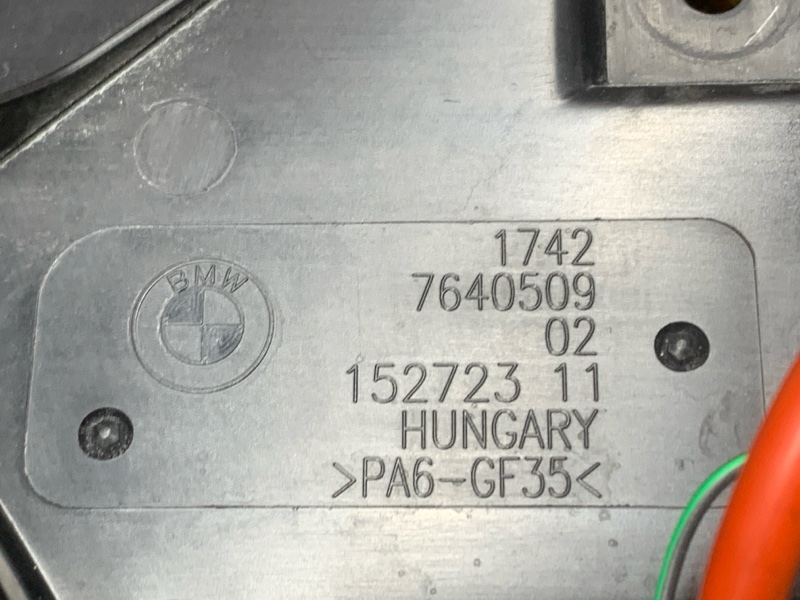 BMW
1742
7640509
02
152723 11
HUNGARY
>PA6-GF35<